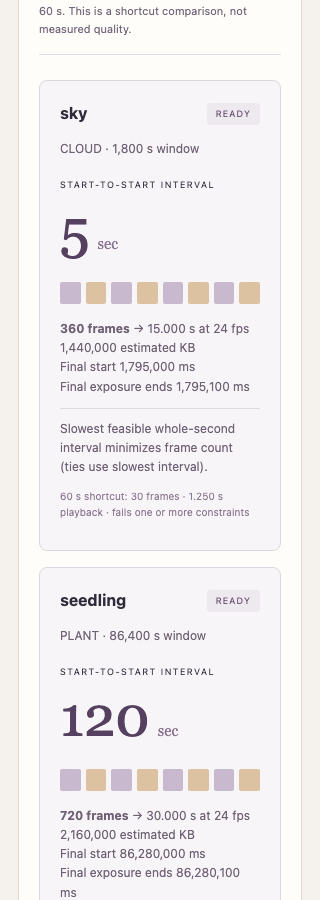 60 s. This is a shortcut comparison, not
measured quality.
sky
READY
CLOUD · 1,800 s window
START-TO-START INTERVAL
5 sec
360 frames → 15.000 s at 24 fps
1,440,000 estimated KB
Final start 1,795,000 ms
Final exposure ends 1,795,100 ms
Slowest feasible whole-second
interval minimizes frame count
(ties use slowest interval).
60 s shortcut: 30 frames · 1.250 s
playback · fails one or more constraints
seedling
READY
PLANT · 86,400 s window
START-TO-START INTERVAL
120 sec
720 frames → 30.000 s at 24 fps
2,160,000 estimated KB
Final start 86,280,000 ms
Final exposure ends 86,280,100
ms